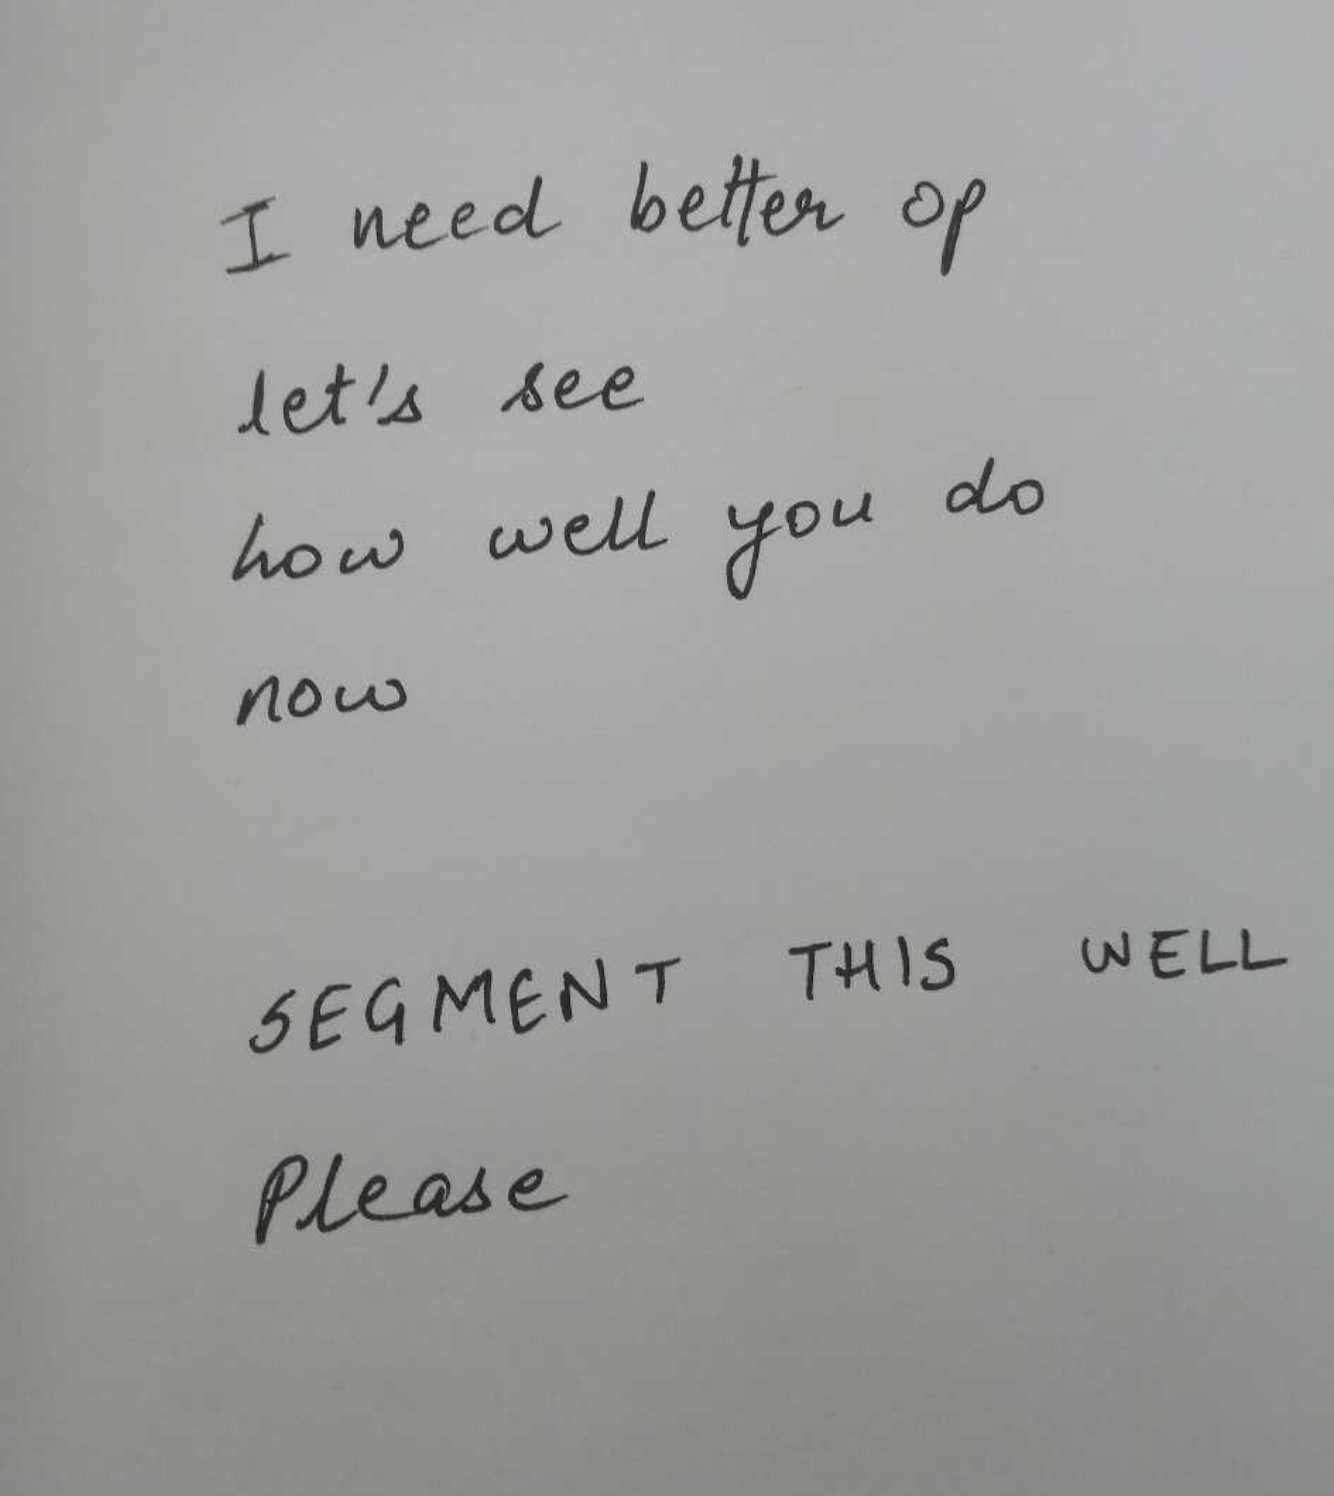 I need better op
let's see
how well you do
now
SEGMENT THIS WELL
Please